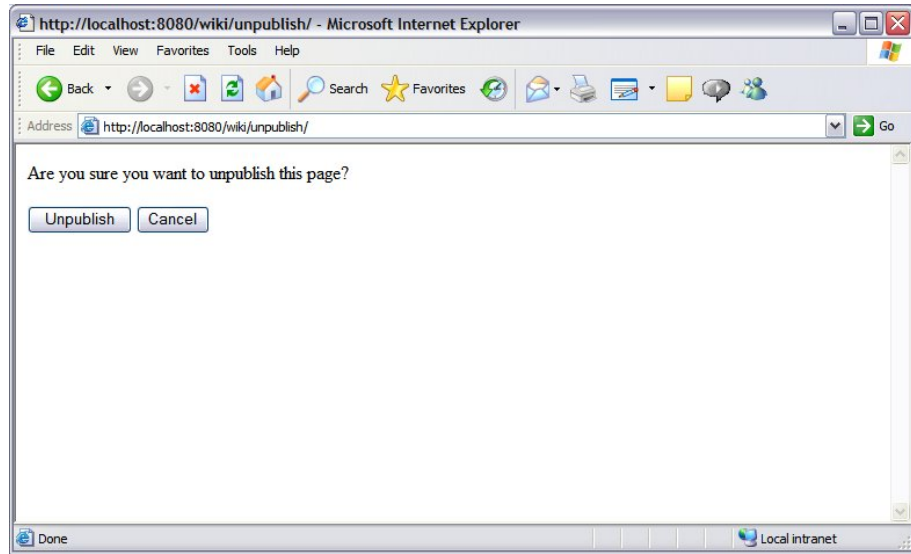 http://localhost:8080/wiki/unpublish/ - Microsoft Internet Explorer
File Edit View Favorites Tools Help
Back Search Favorites
Address http://localhost:8080/wiki/unpublish/ Go
Are you sure you want to unpublish this page?
Unpublish Cancel
Done Local intranet